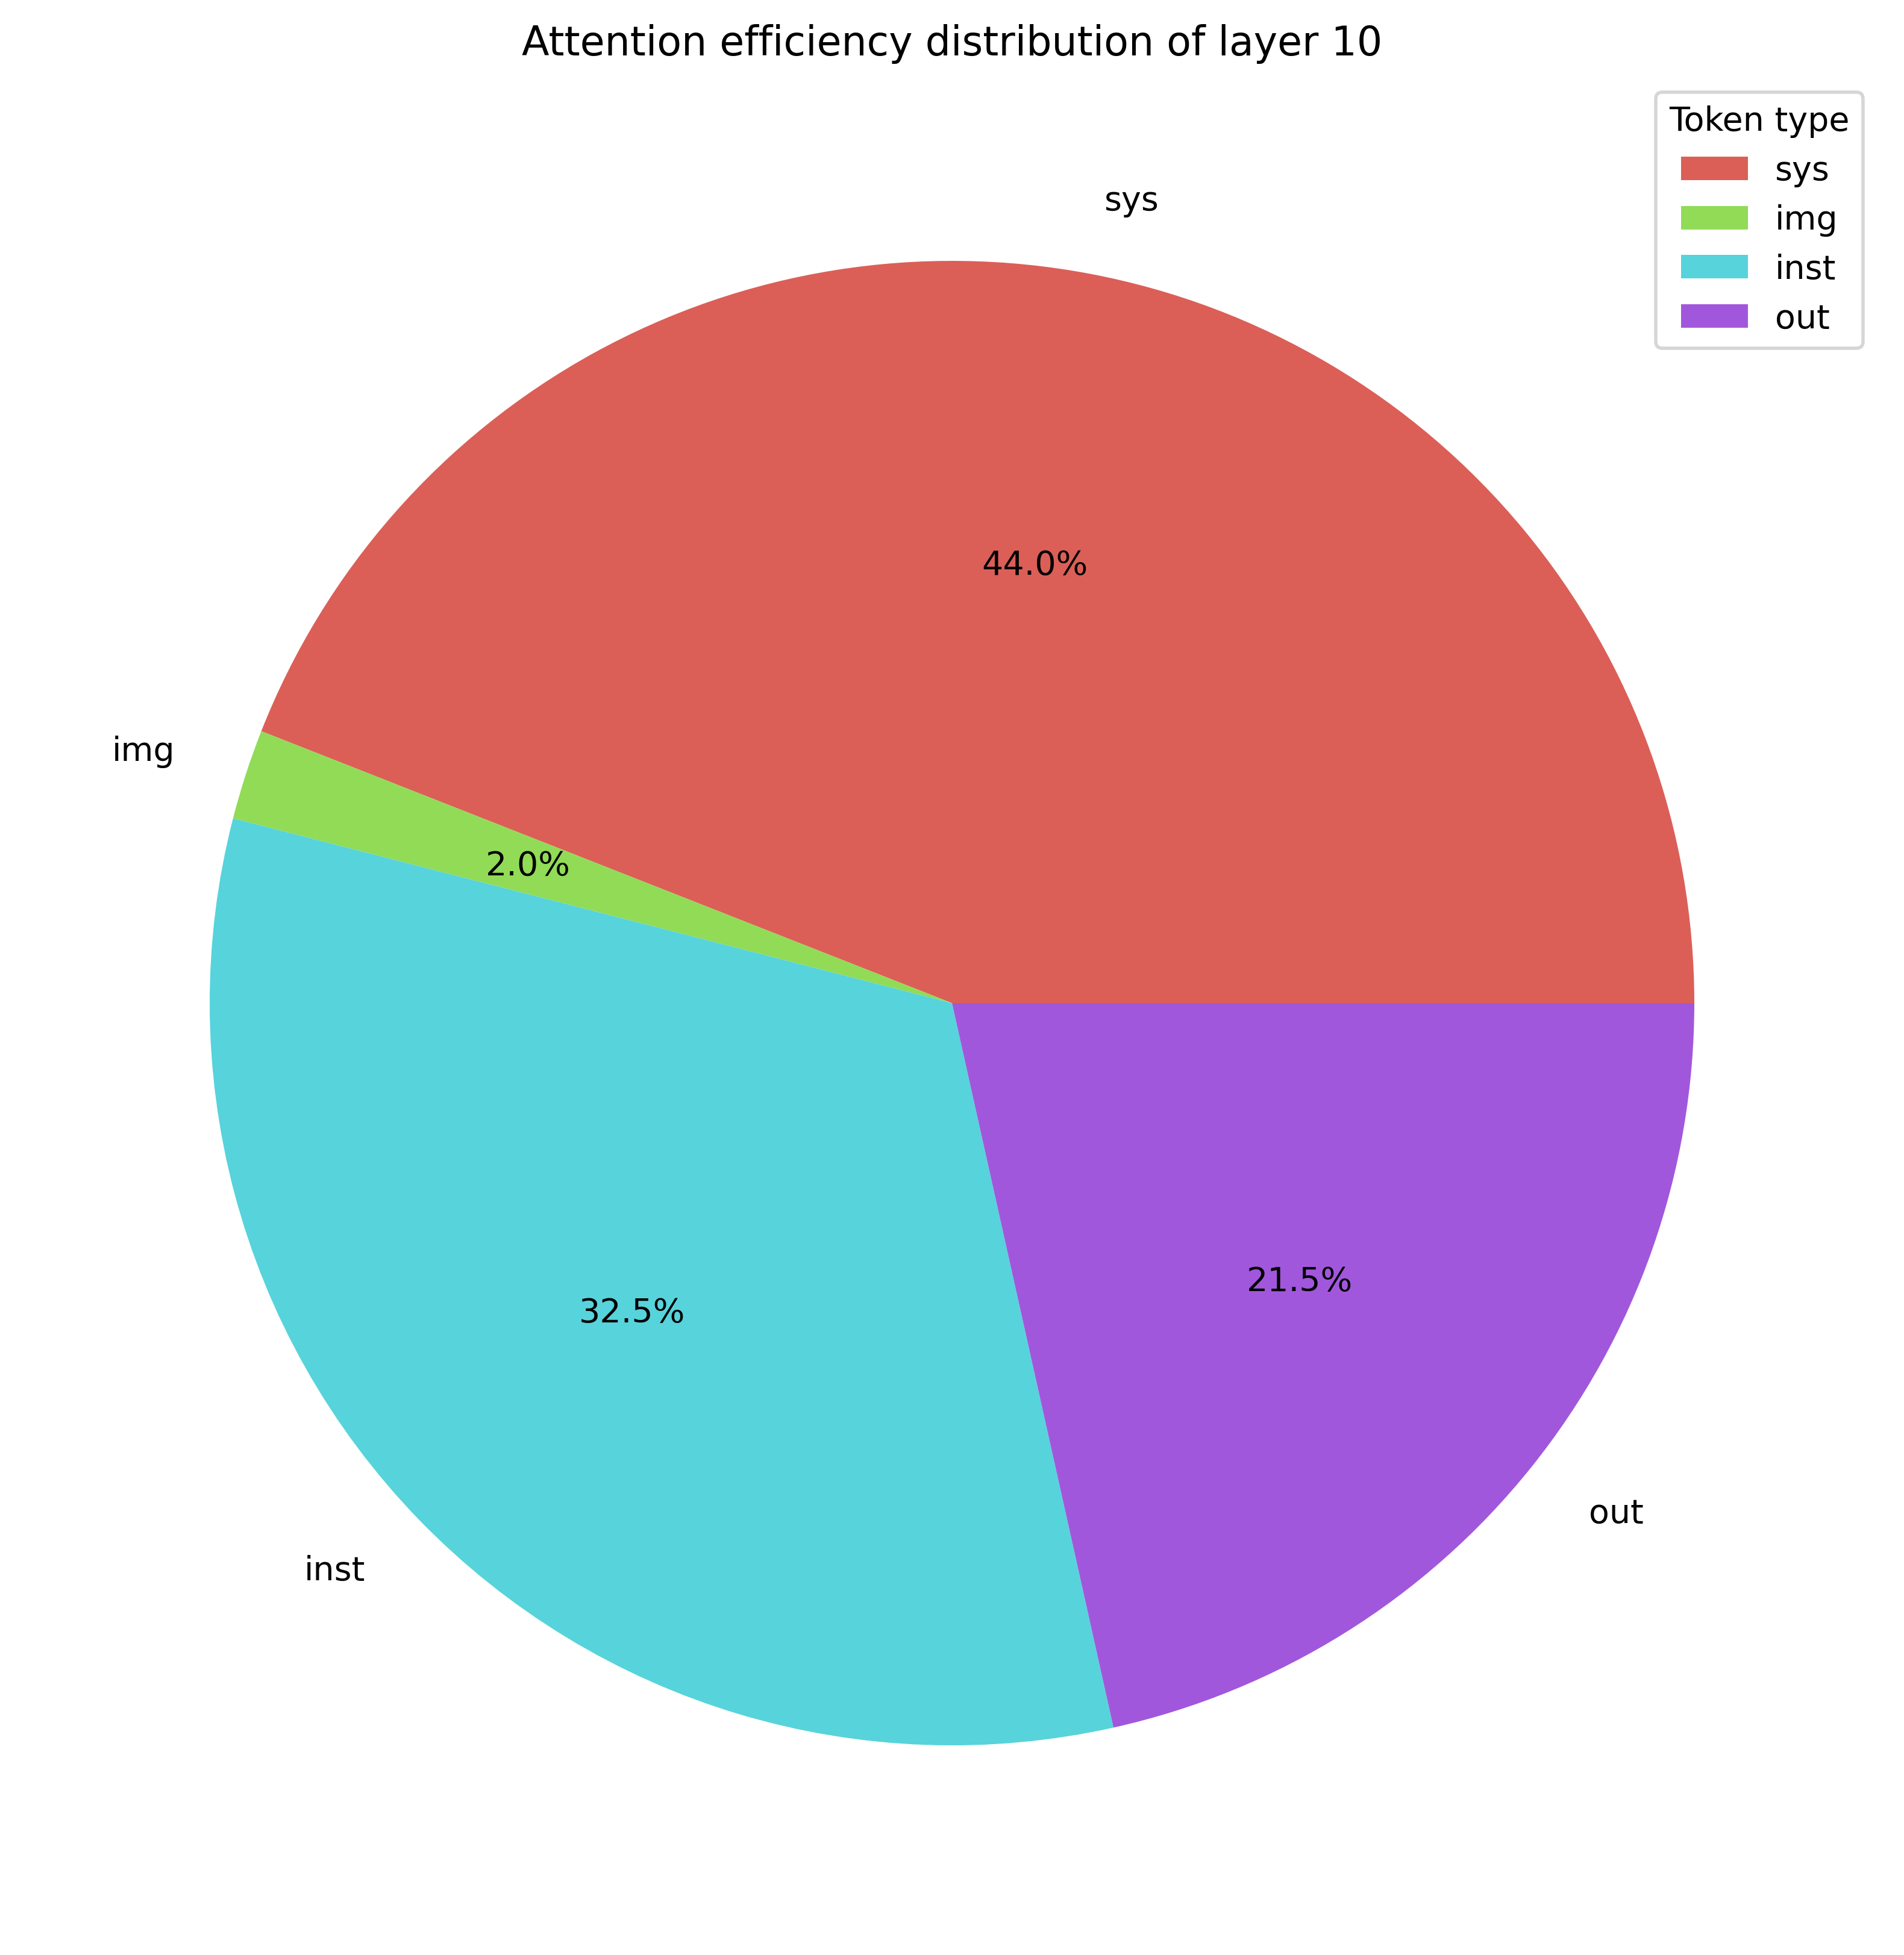 Attention efficiency distribution of layer 10
Token type
sys
img
inst
out
sys
44.0%
img
2.0%
32.5%
21.5%
inst
out